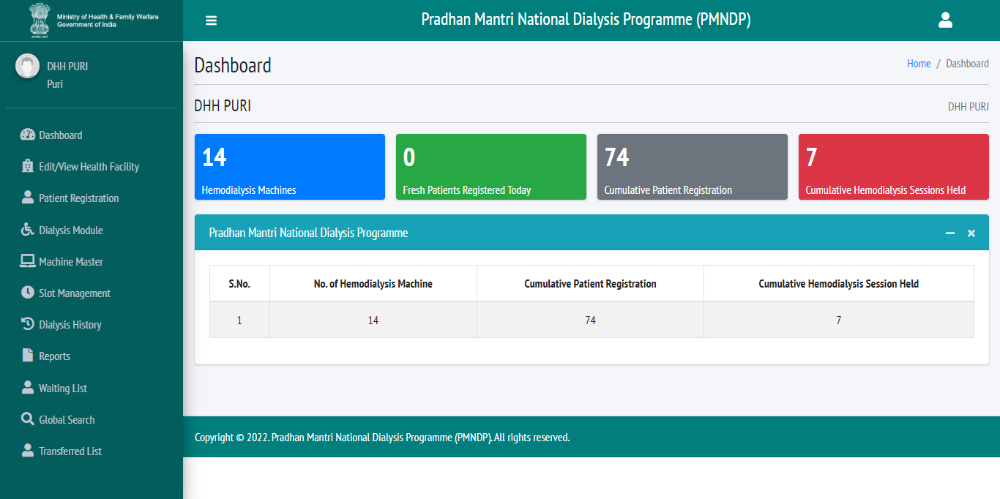 Ministry of Health & Family Welfare
Government of India
Pradhan Mantri National Dialysis Programme (PMNDP)
DHH PURI
Puri
Dashboard
Edit/View Health Facility
Patient Registration
Dialysis Module
Machine Master
Slot Management
Dialysis History
Reports
Waiting List
Global Search
Transferred List
Dashboard
Home / Dashboard
DHH PURI
DHH PURI
14
Hemodialysis Machines
0
Fresh Patients Registered Today
74
Cumulative Patient Registration
7
Cumulative Hemodialysis Sessions Held
Pradhan Mantri National Dialysis Programme
S.No. No. of Hemodialysis Machine Cumulative Patient Registration Cumulative Hemodialysis Session Held
1 14 74 7
Copyright © 2022. Pradhan Mantri National Dialysis Programme (PMNDP). All rights reserved.